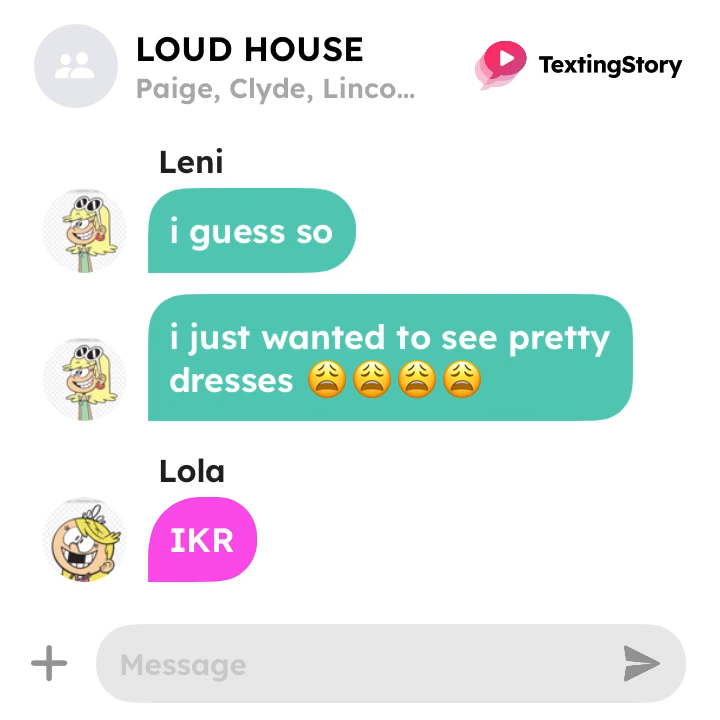 LOUD HOUSE
Paige, Clyde, Linco...
TextingStory
Leni
i guess so
i just wanted to see pretty
dresses 😩😩😩😩
Lola
IKR
Message